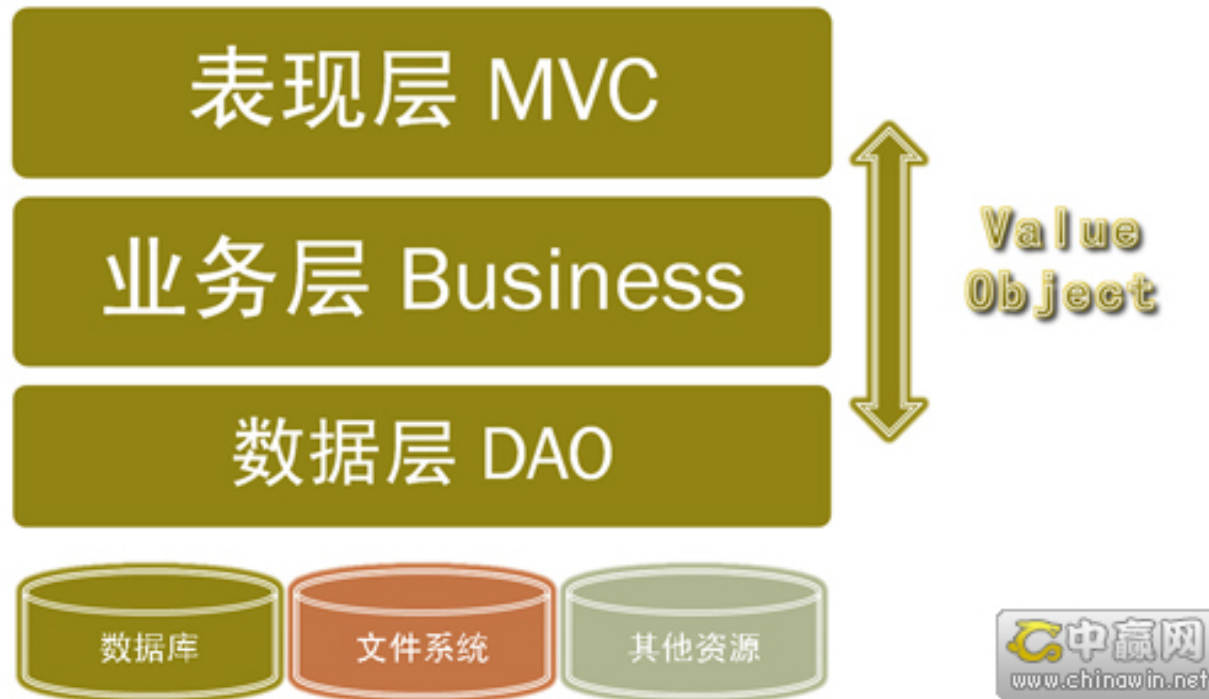 表现层 MVC
业务层 Business
数据层 DAO
Value
Object
数据库
文件系统
其他资源
中赢网
www.chinawin.net